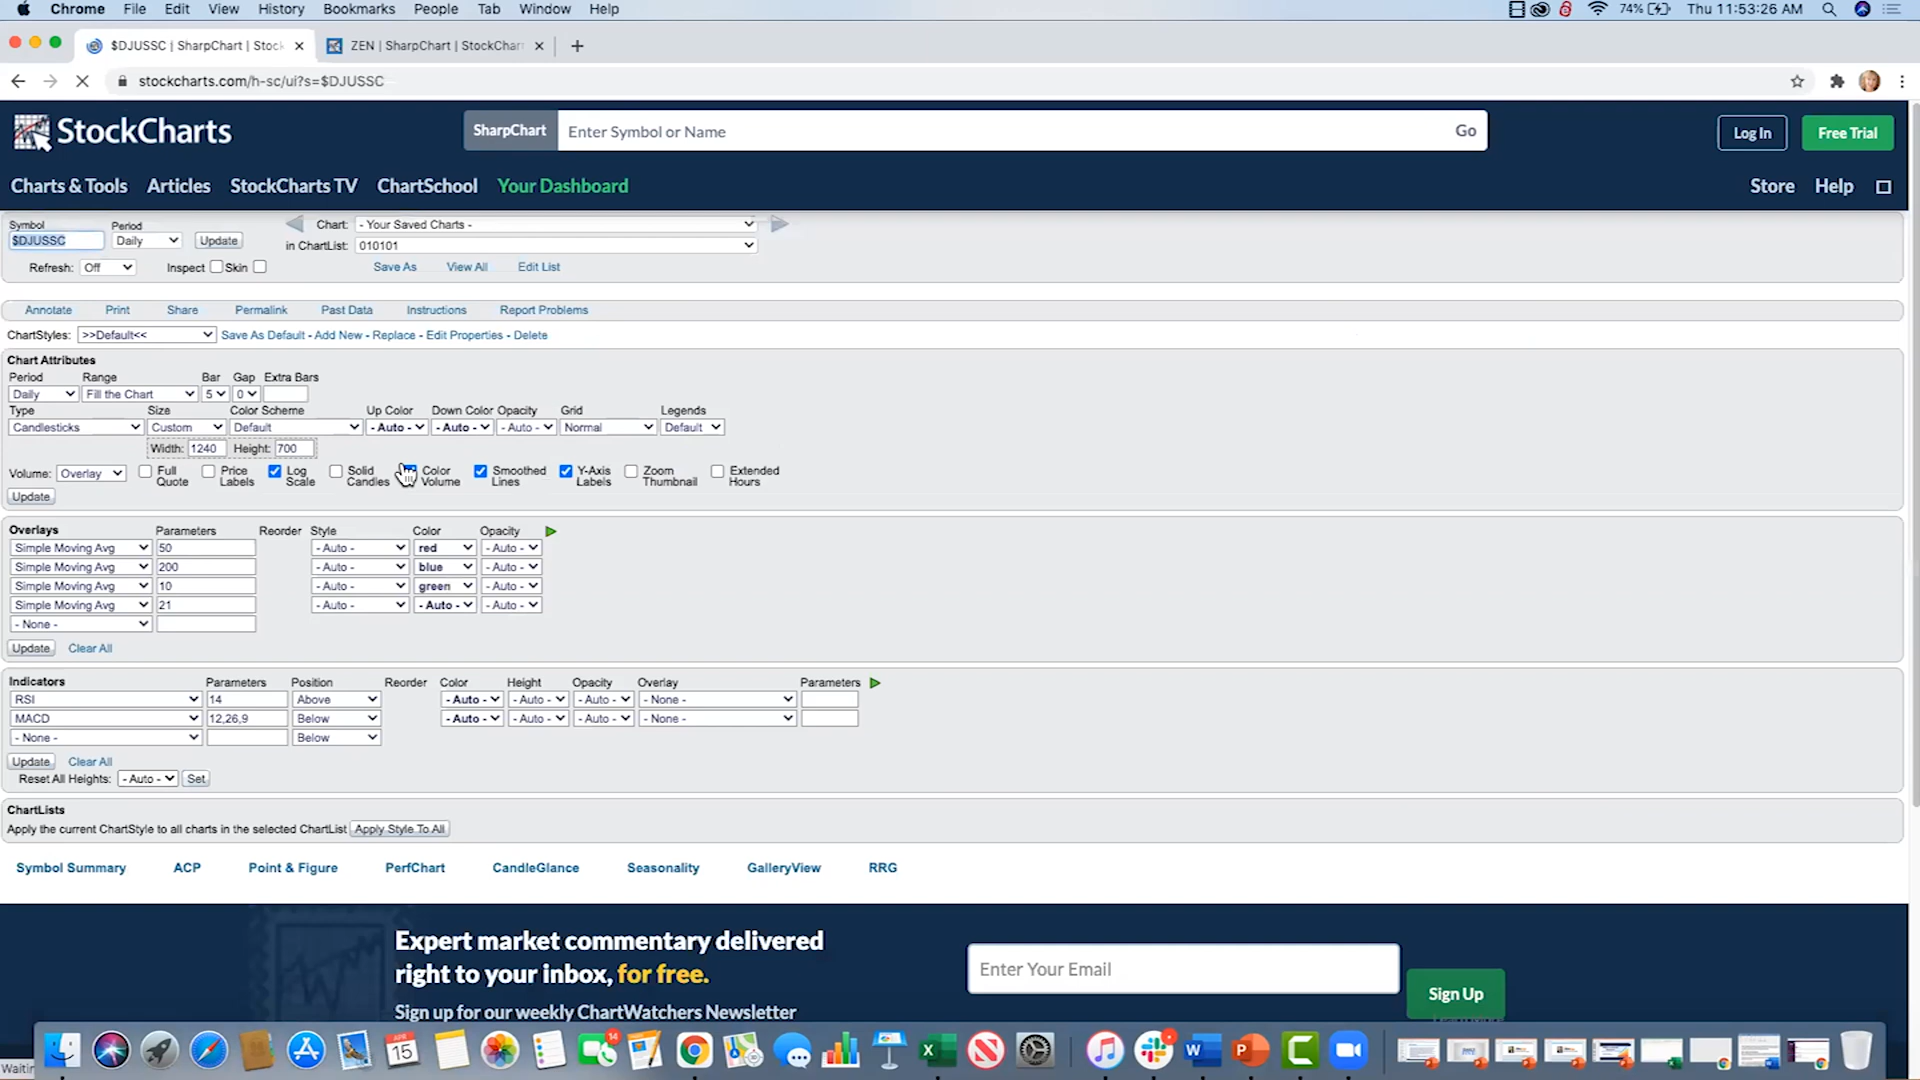 Chrome File Edit View History Bookmarks People Tab Window Help 74% Thu 11:53:26 AM
$DJUSSC | SharpChart | Stock ZEN | SharpChart | StockChart
stockcharts.com/h-sc/ui?s=$DJUSSC
StockCharts SharpChart Enter Symbol or Name Go Log In Free Trial
Charts & Tools Articles StockCharts TV ChartSchool Your Dashboard Store Help
Symbol Period Chart: - Your Saved Charts -
$DJUSSC Daily Update in ChartList: 010101
Refresh: Off Inspect Skin Save As View All Edit List
Annotate Print Share Permalink Past Data Instructions Report Problems
ChartStyles: >>Default<< Save As Default - Add New - Replace - Edit Properties - Delete
Chart Attributes
Period Range Bar Gap Extra Bars
Daily Fill the Chart 5 0
Type Size Color Scheme Up Color Down Color Opacity Grid Legends
Candlesticks Custom Default - Auto - - Auto - - Auto - Normal Default
Width: 1240 Height: 700
Volume: Overlay Full Quote Price Labels Log Scale Solid Candles Color Volume Smoothed Lines Y-Axis Labels Zoom Thumbnail Extended Hours
Update
Overlays Parameters Reorder Style Color Opacity
Simple Moving Avg 50 - Auto - red - Auto -
Simple Moving Avg 200 - Auto - blue - Auto -
Simple Moving Avg 10 - Auto - green - Auto -
Simple Moving Avg 21 - Auto - - Auto - - Auto -
- None -
Update Clear All
Indicators Parameters Position Reorder Color Height Opacity Overlay Parameters
RSI 14 Above - Auto - - Auto - - Auto - - None -
MACD 12,26,9 Below - Auto - - Auto - - Auto - - None -
- None - Below
Update Clear All
Reset All Heights: - Auto - Set
ChartLists
Apply the current ChartStyle to all charts in the selected ChartList Apply Style To All
Symbol Summary ACP Point & Figure PerfChart CandleGlance Seasonality GalleryView RRG
Expert market commentary delivered
right to your inbox, for free.
Enter Your Email
Sign Up
Sign up for our weekly ChartWatchers Newsletter
APR
15
14